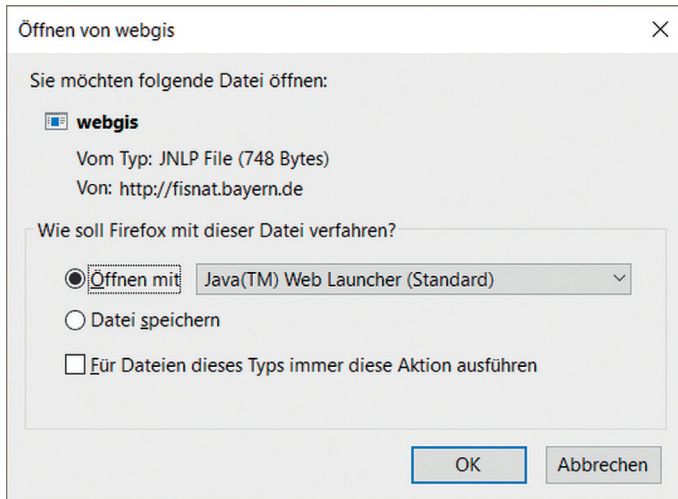 Öffnen von webgis
Sie möchten folgende Datei öffnen:
webgis
Vom Typ: JNLP File (748 Bytes)
Von: http://fisnat.bayern.de
Wie soll Firefox mit dieser Datei verfahren?
Öffnen mit Java(TM) Web Launcher (Standard)
Datei speichern
Für Dateien dieses Typs immer diese Aktion ausführen
OK Abbrechen